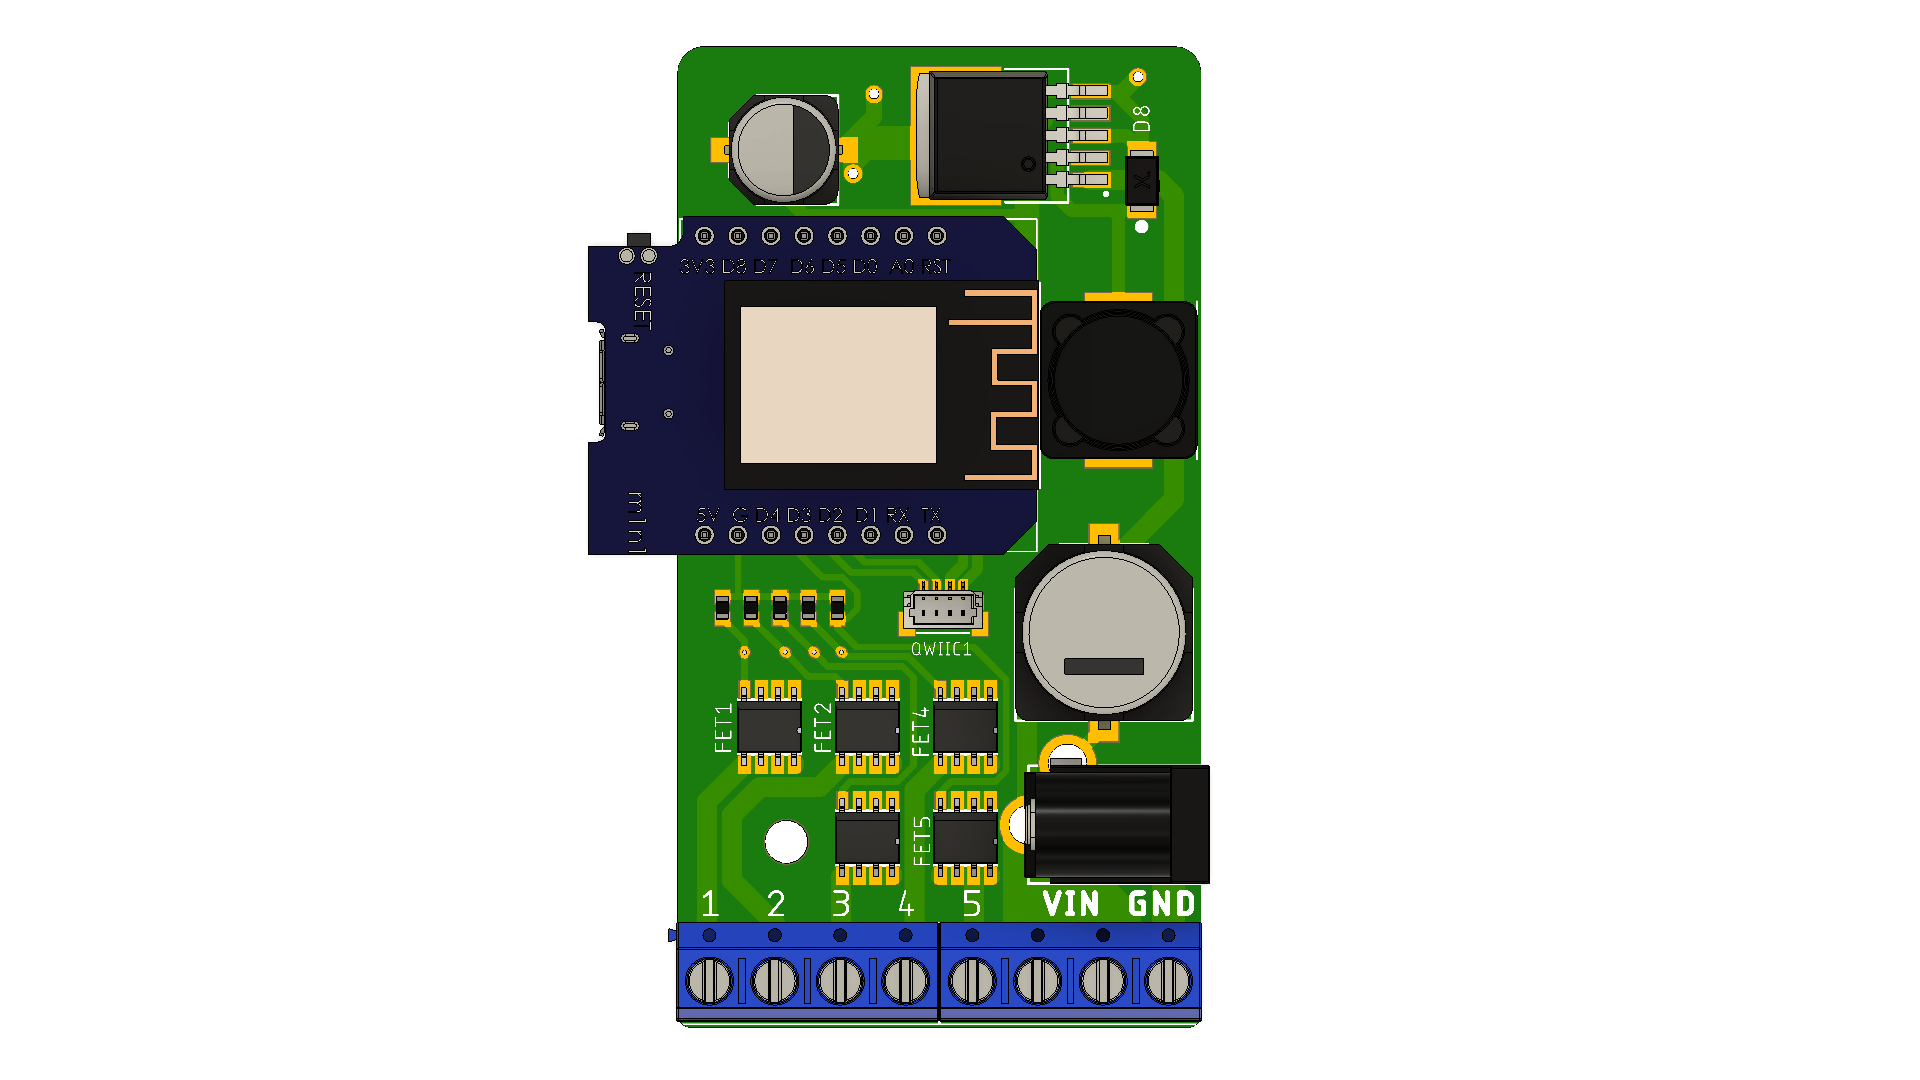 D8
3V3 D8 D7 D6 D5 D0 A0 RST
RESET
5V G D4 D3 D2 D1 RX TX
mini
QWIIC1
FET1
FET2
FET4
FET5
1 2 3 4 5 VIN GND